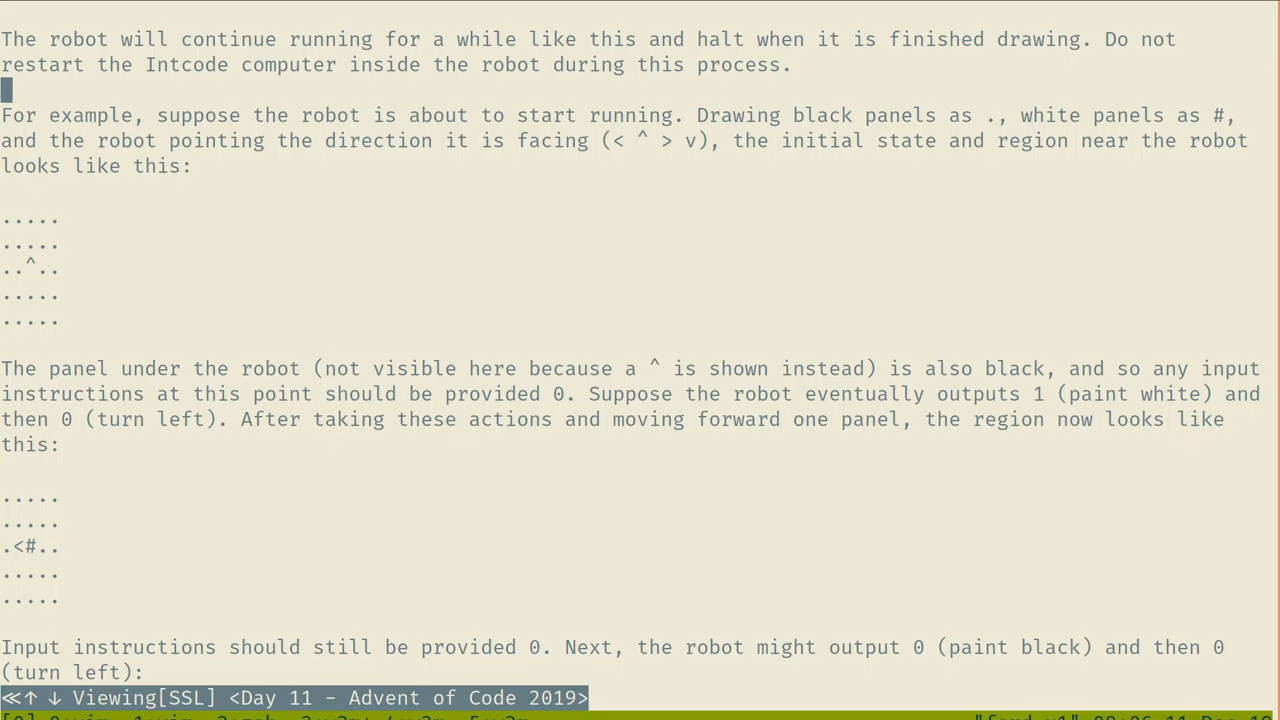 The robot will continue running for a while like this and halt when it is finished drawing. Do not
restart the Intcode computer inside the robot during this process.
For example, suppose the robot is about to start running. Drawing black panels as ., white panels as #,
and the robot pointing the direction it is facing (< ^ > v), the initial state and region near the robot
looks like this:
.....
.....
..^..
.....
.....
The panel under the robot (not visible here because a ^ is shown instead) is also black, and so any input
instructions at this point should be provided 0. Suppose the robot eventually outputs 1 (paint white) and
then 0 (turn left). After taking these actions and moving forward one panel, the region now looks like
this:
.....
.....
.<#..
.....
.....
Input instructions should still be provided 0. Next, the robot might output 0 (paint black) and then 0
(turn left):
≪↑ ↓ Viewing[SSL] <Day 11 - Advent of Code 2019>